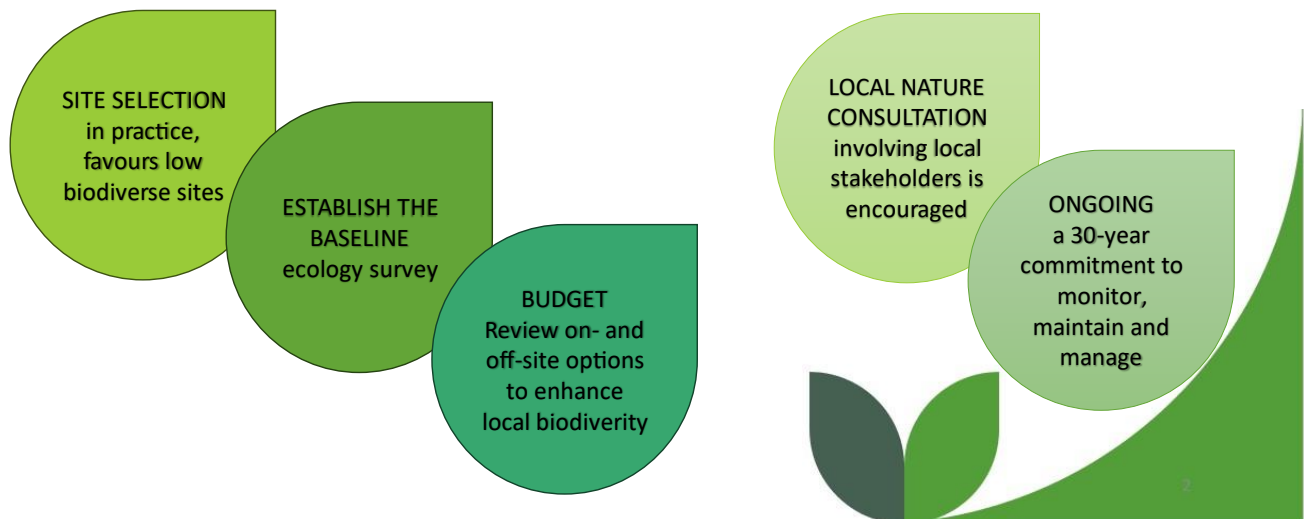 SITE SELECTION
in practice,
favours low
biodiverse sites
ESTABLISH THE
BASELINE
ecology survey
BUDGET
Review on- and
off-site options
to enhance
local biodiverity
LOCAL NATURE
CONSULTATION
involving local
stakeholders is
encouraged
ONGOING
a 30-year
commitment to
monitor,
maintain and
manage
2